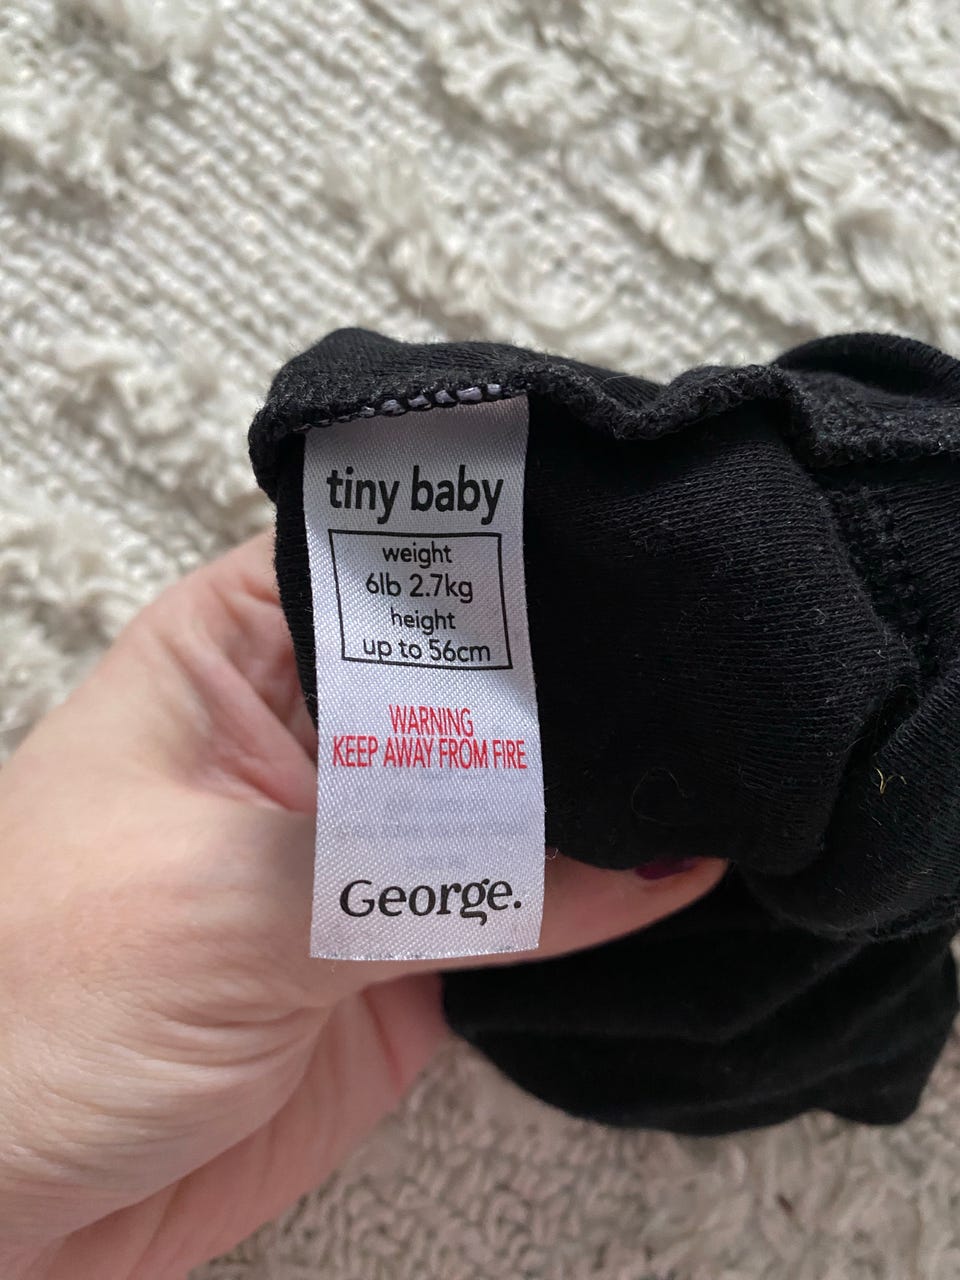 tiny baby
weight
6lb 2.7kg
height
up to 56cm
WARNING
KEEP AWAY FROM FIRE
George.